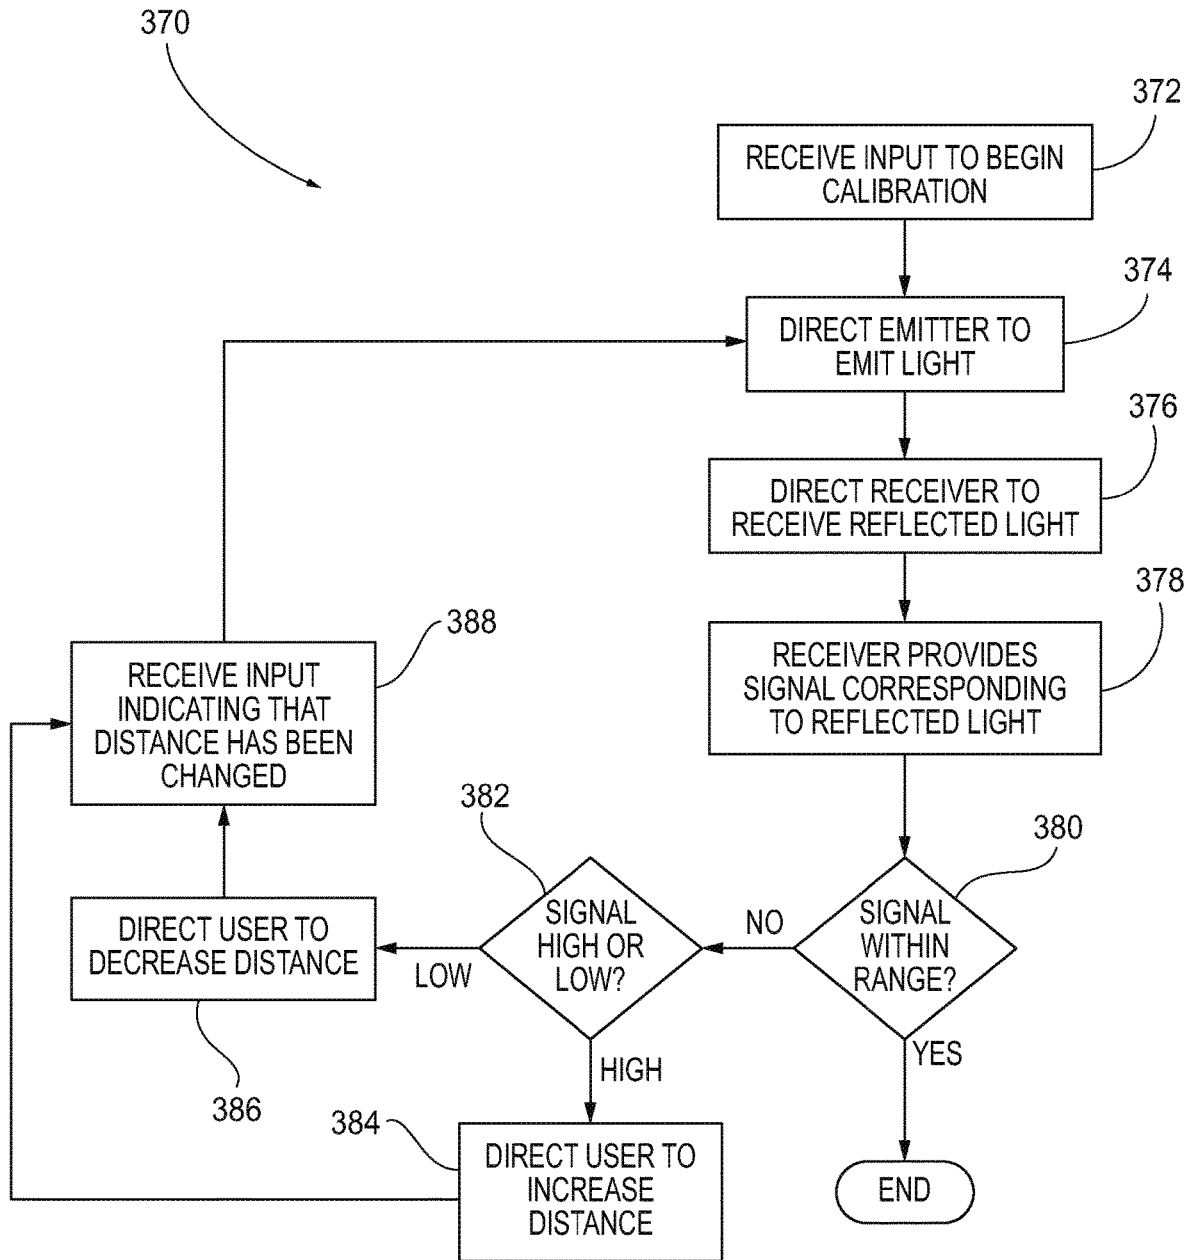 370
372
RECEIVE INPUT TO BEGIN
CALIBRATION
374
DIRECT EMITTER TO
EMIT LIGHT
376
DIRECT RECEIVER TO
RECEIVE REFLECTED LIGHT
378
RECEIVER PROVIDES
SIGNAL CORRESPONDING
TO REFLECTED LIGHT
380
SIGNAL
WITHIN
RANGE?
NO
YES
END
382
SIGNAL
HIGH OR
LOW?
LOW
HIGH
384
DIRECT USER TO
INCREASE
DISTANCE
386
DIRECT USER TO
DECREASE DISTANCE
388
RECEIVE INPUT
INDICATING THAT
DISTANCE HAS BEEN
CHANGED